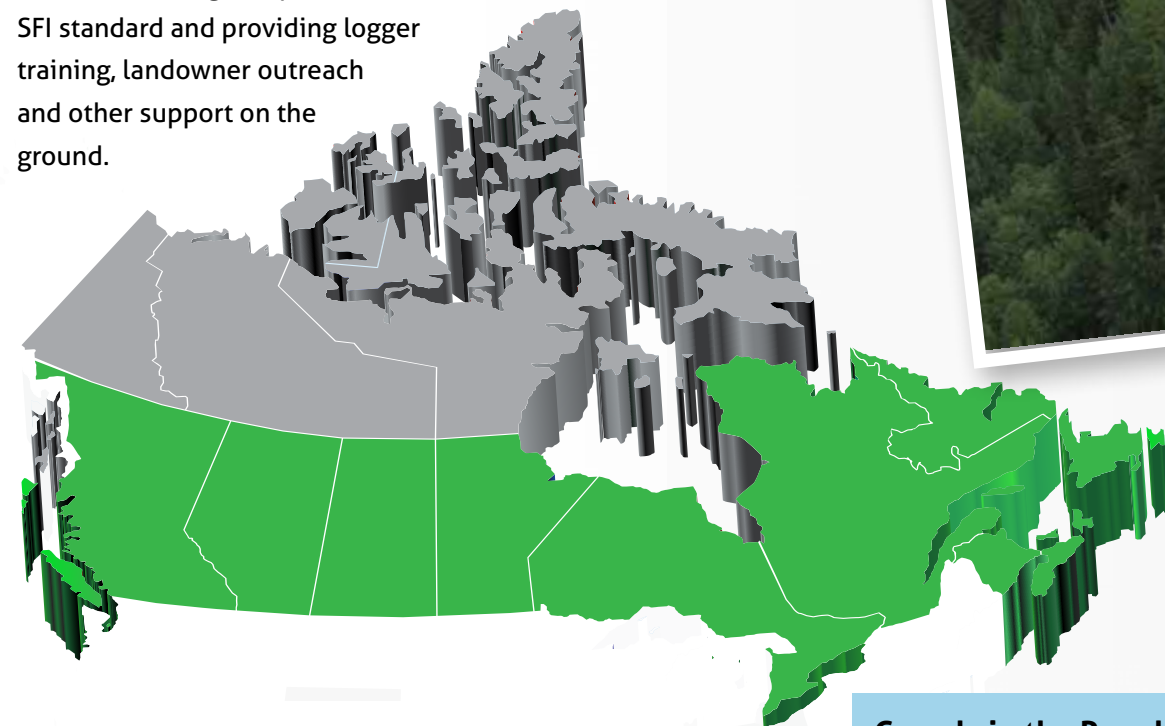 SFI standard and providing logger
training, landowner outreach
and other support on the
ground.